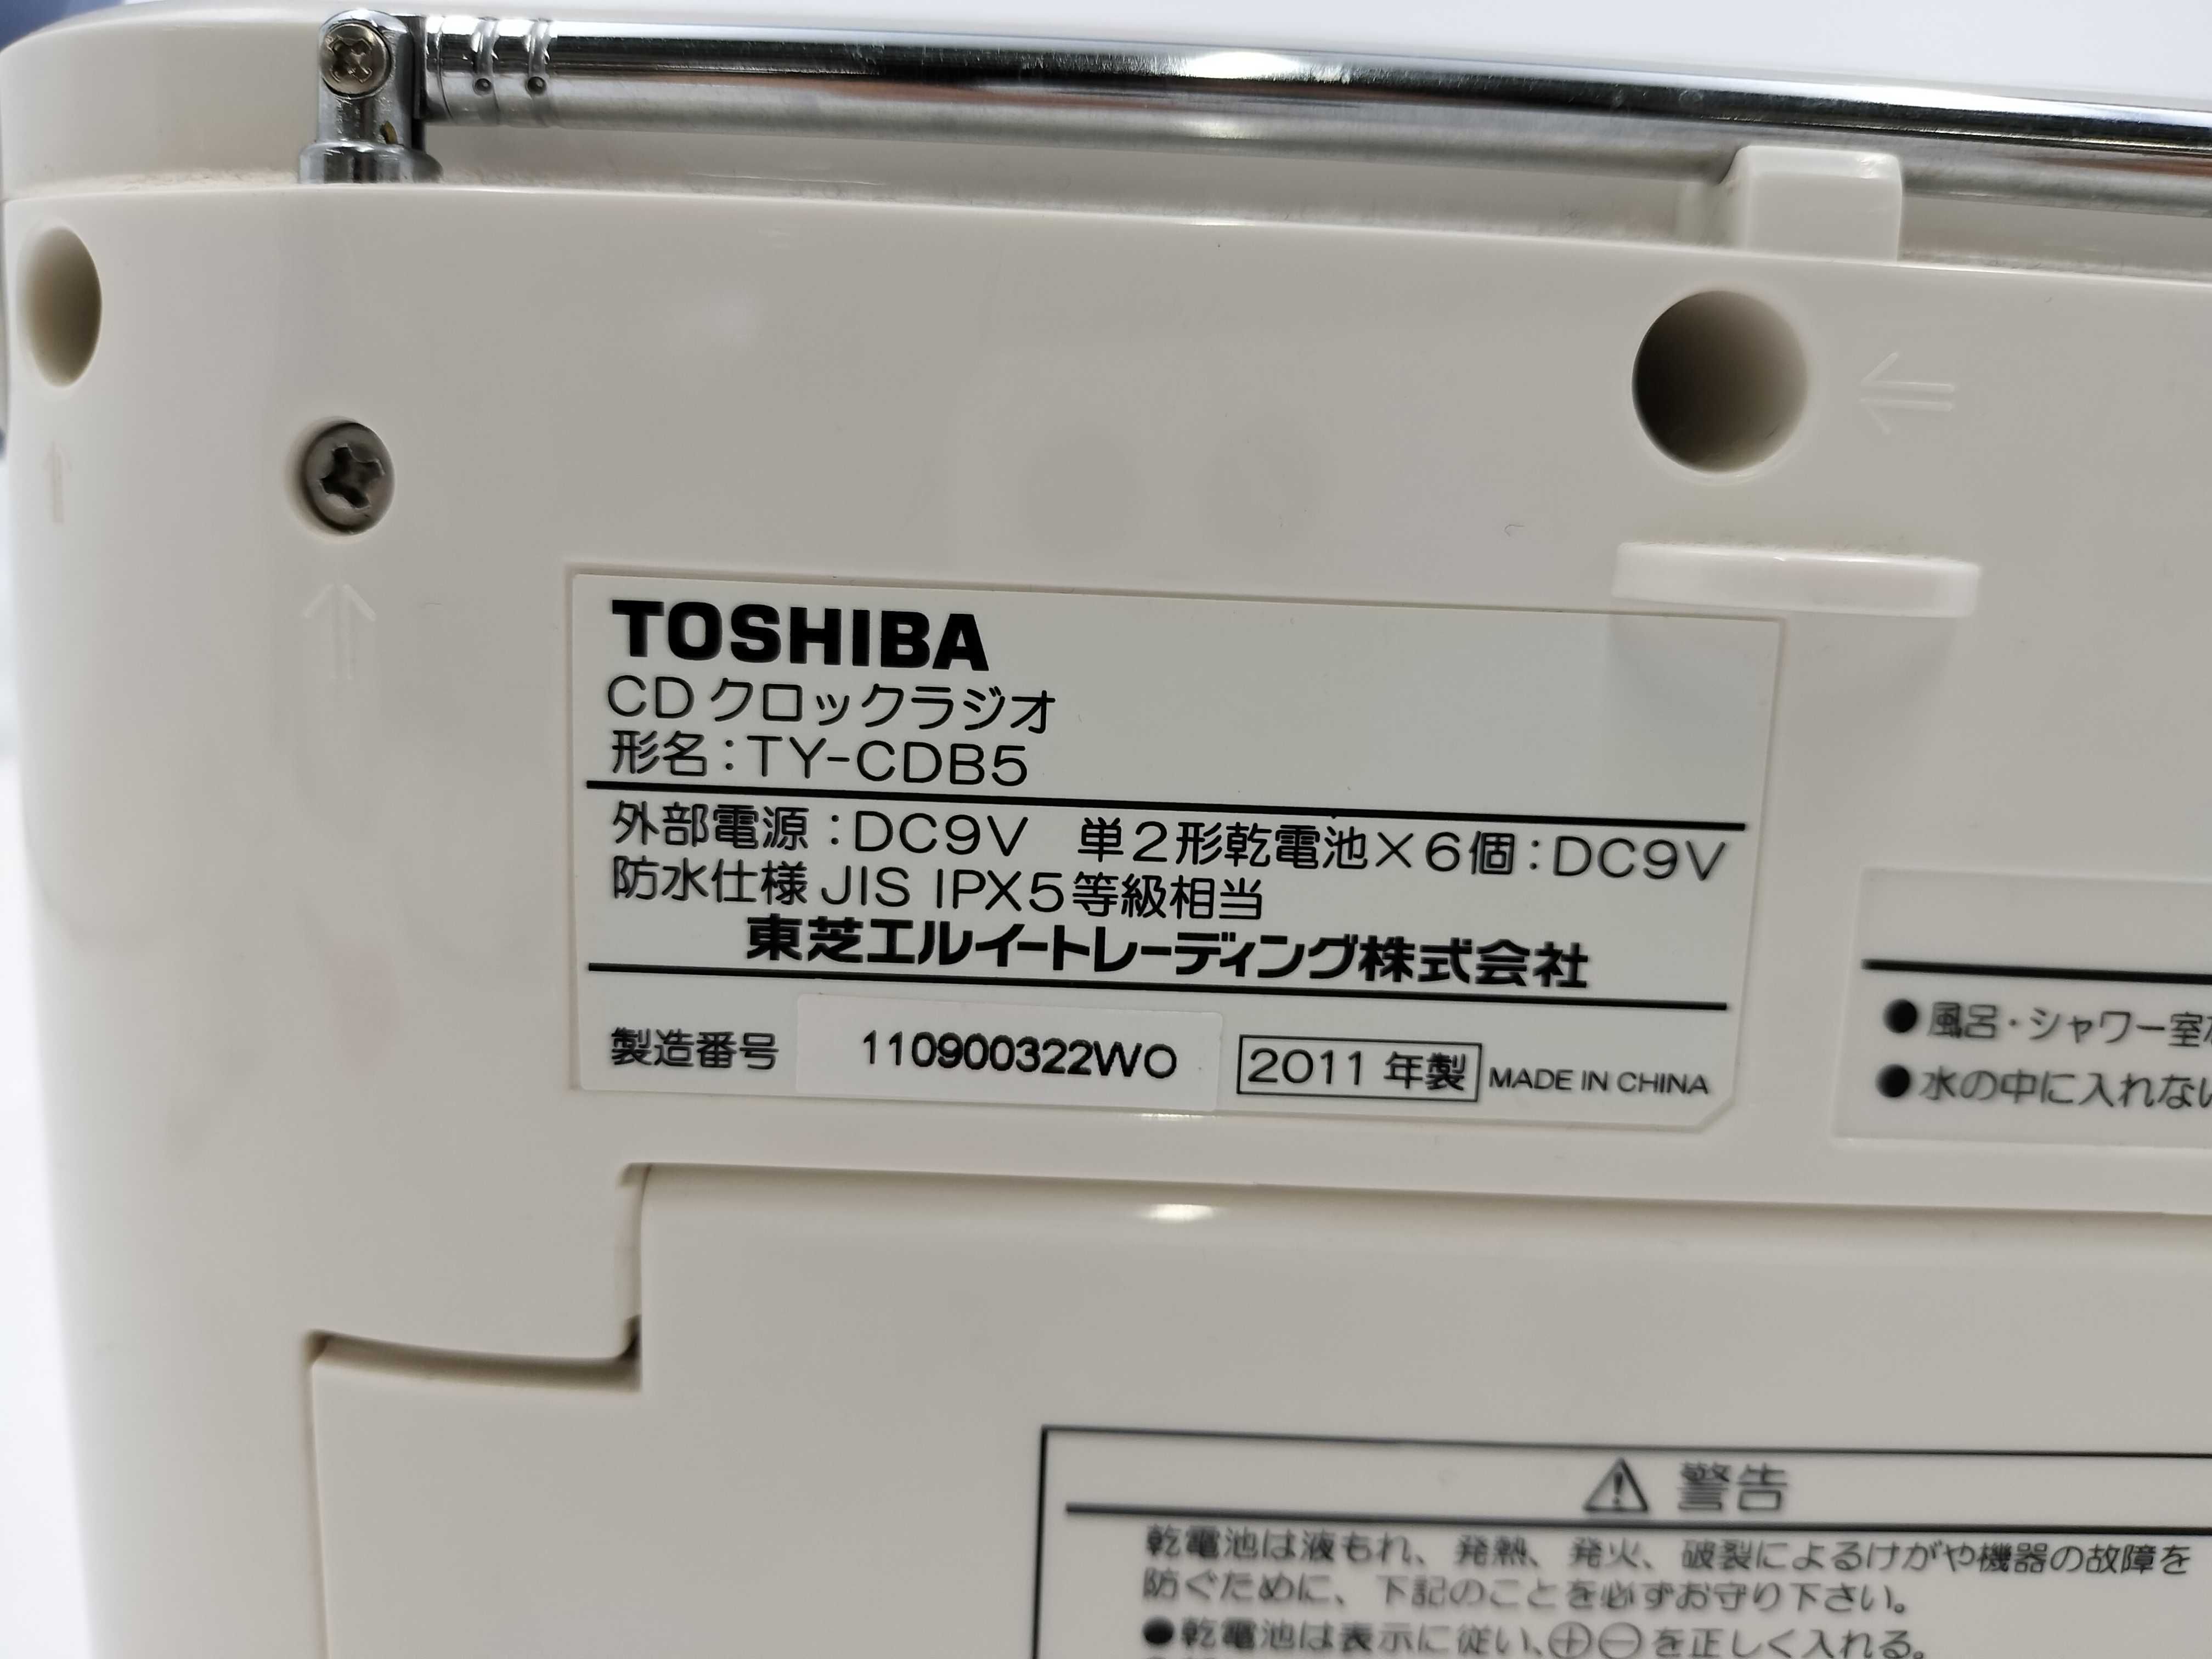 TOSHIBA
CDクロックラジオ
形名：TY-CDB5
外部電源：DC9V 単2形乾電池×6個：DC9V
防水仕様 JIS IPX5等級相当
東芝エルイートレーディング株式会社
製造番号 110900322WO 2011 年製 MADE IN CHINA
●風呂・シャワー室
●水の中に入れない
警告
乾電池は液もれ、発熱、発火、破裂によるけがや機器の故障を
防ぐために、下記のことを必ずお守り下さい。
●乾電池は表示に従い、⊕⊖を正しく入れる。